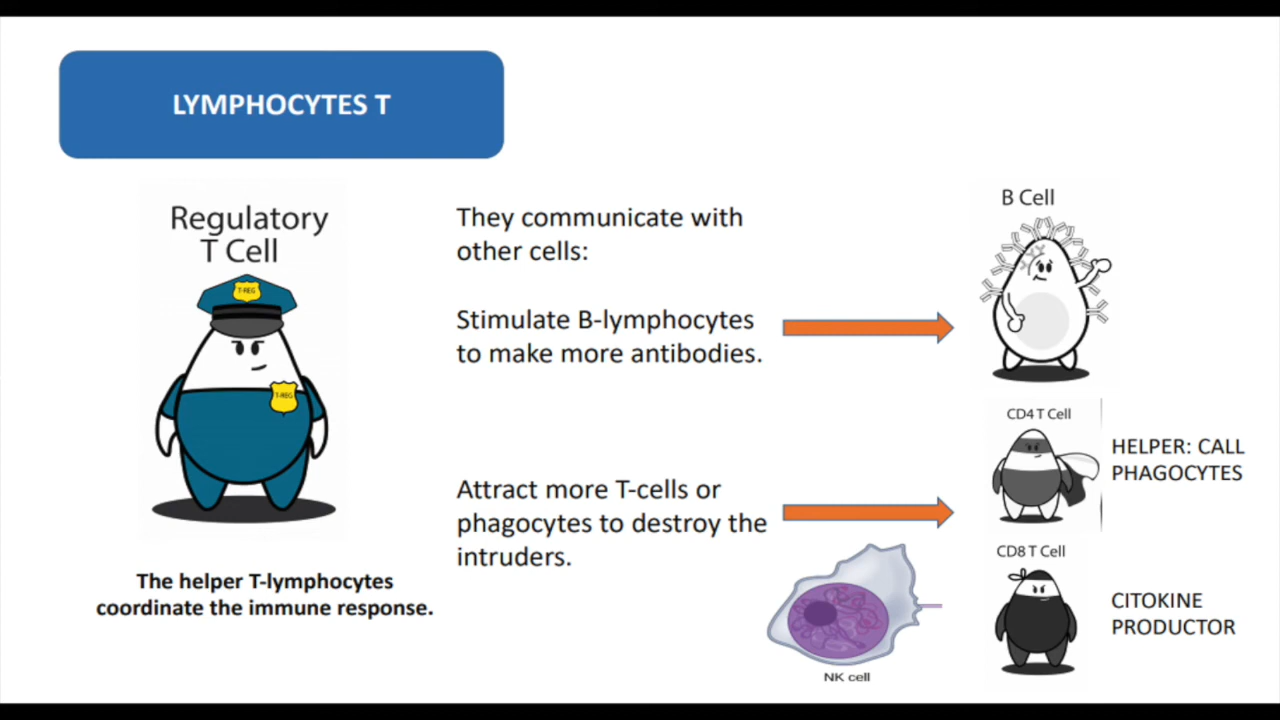 LYMPHOCYTES T
Regulatory
T Cell
T-REG
T-REG
The helper T-lymphocytes
coordinate the immune response.
They communicate with
other cells:
Stimulate B-lymphocytes
to make more antibodies.
Attract more T-cells or
phagocytes to destroy the
intruders.
NK cell
B Cell
CD4 T Cell
HELPER: CALL
PHAGOCYTES
CD8 T Cell
CITOKINE
PRODUCTOR